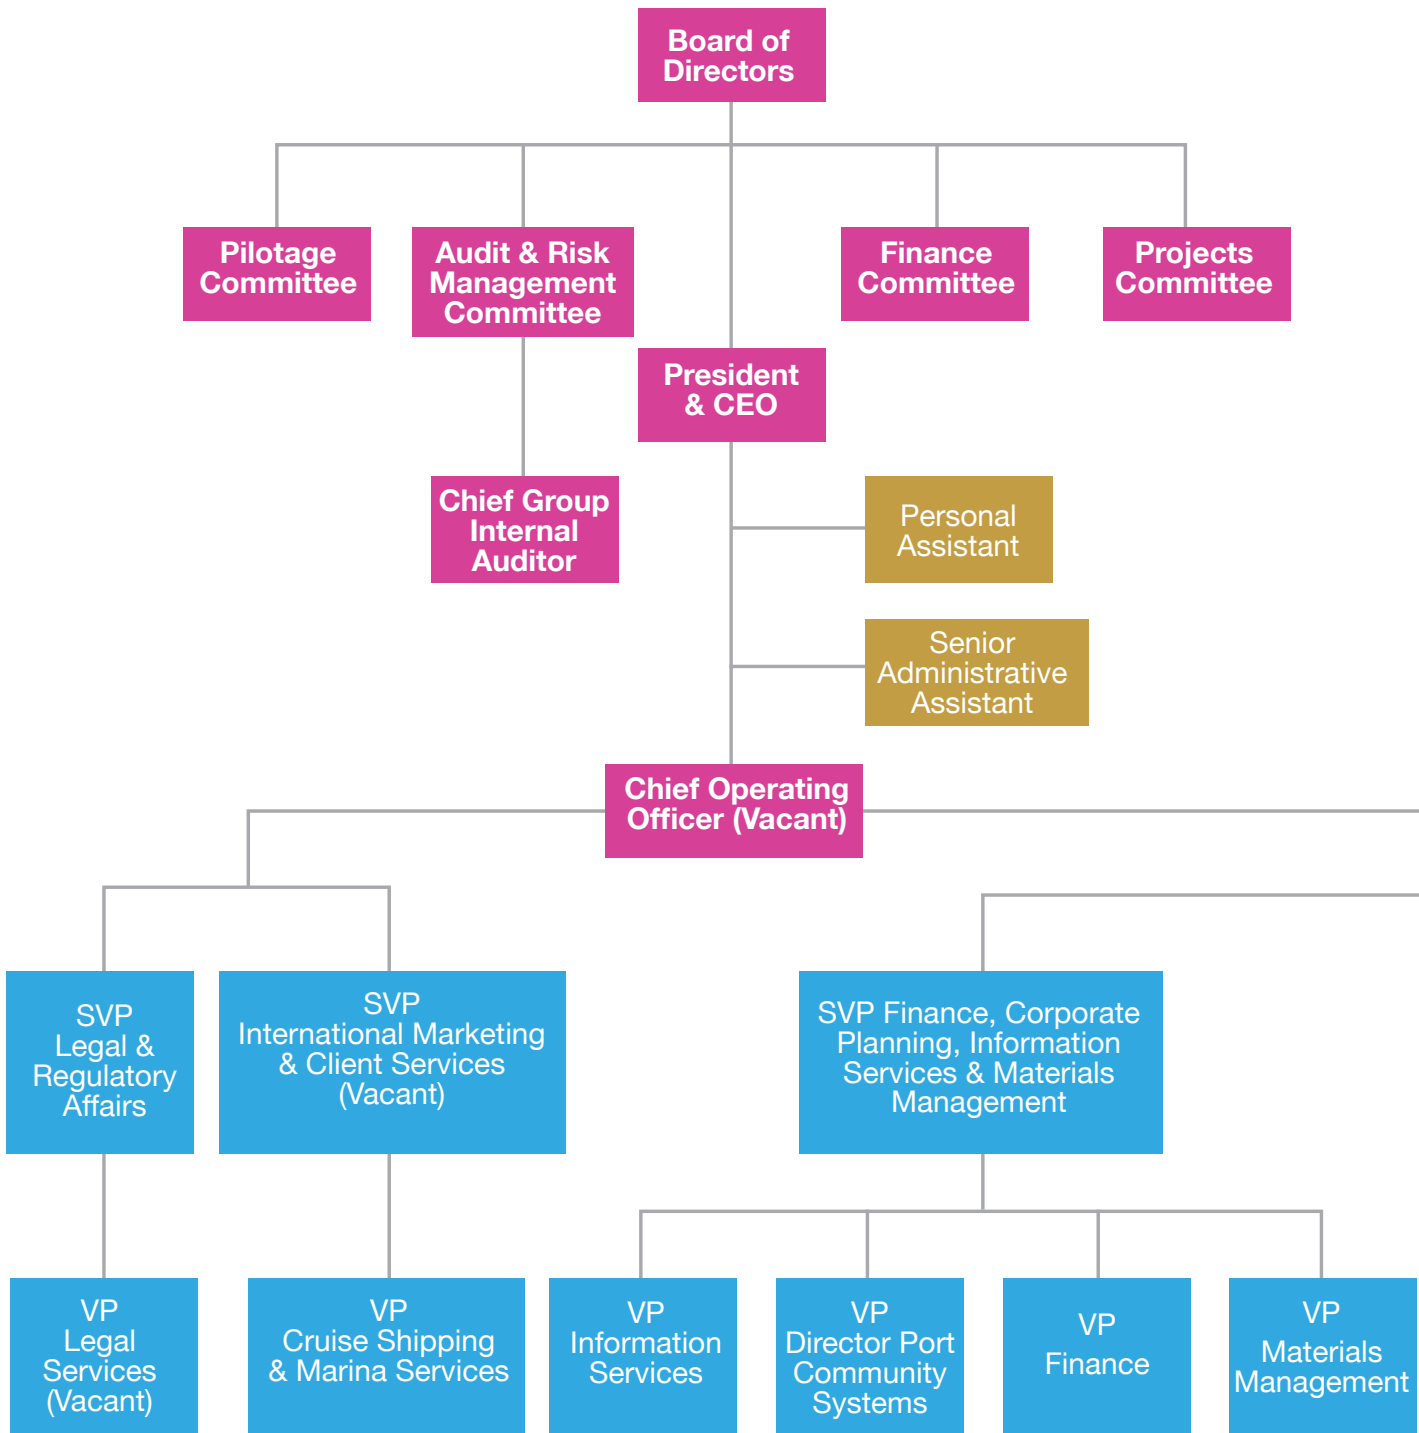 Board of
Directors
Pilotage
Committee
Audit & Risk
Management
Committee
Finance
Committee
Projects
Committee
President
& CEO
Chief Group
Internal
Auditor
Personal
Assistant
Senior
Administrative
Assistant
Chief Operating
Officer (Vacant)
SVP
Legal &
Regulatory
Affairs
SVP
International Marketing
& Client Services
(Vacant)
SVP Finance, Corporate
Planning, Information
Services & Materials
Management
VP
Legal
Services
(Vacant)
VP
Cruise Shipping
& Marina Services
VP
Information
Services
VP
Director Port
Community
Systems
VP
Finance
VP
Materials
Management